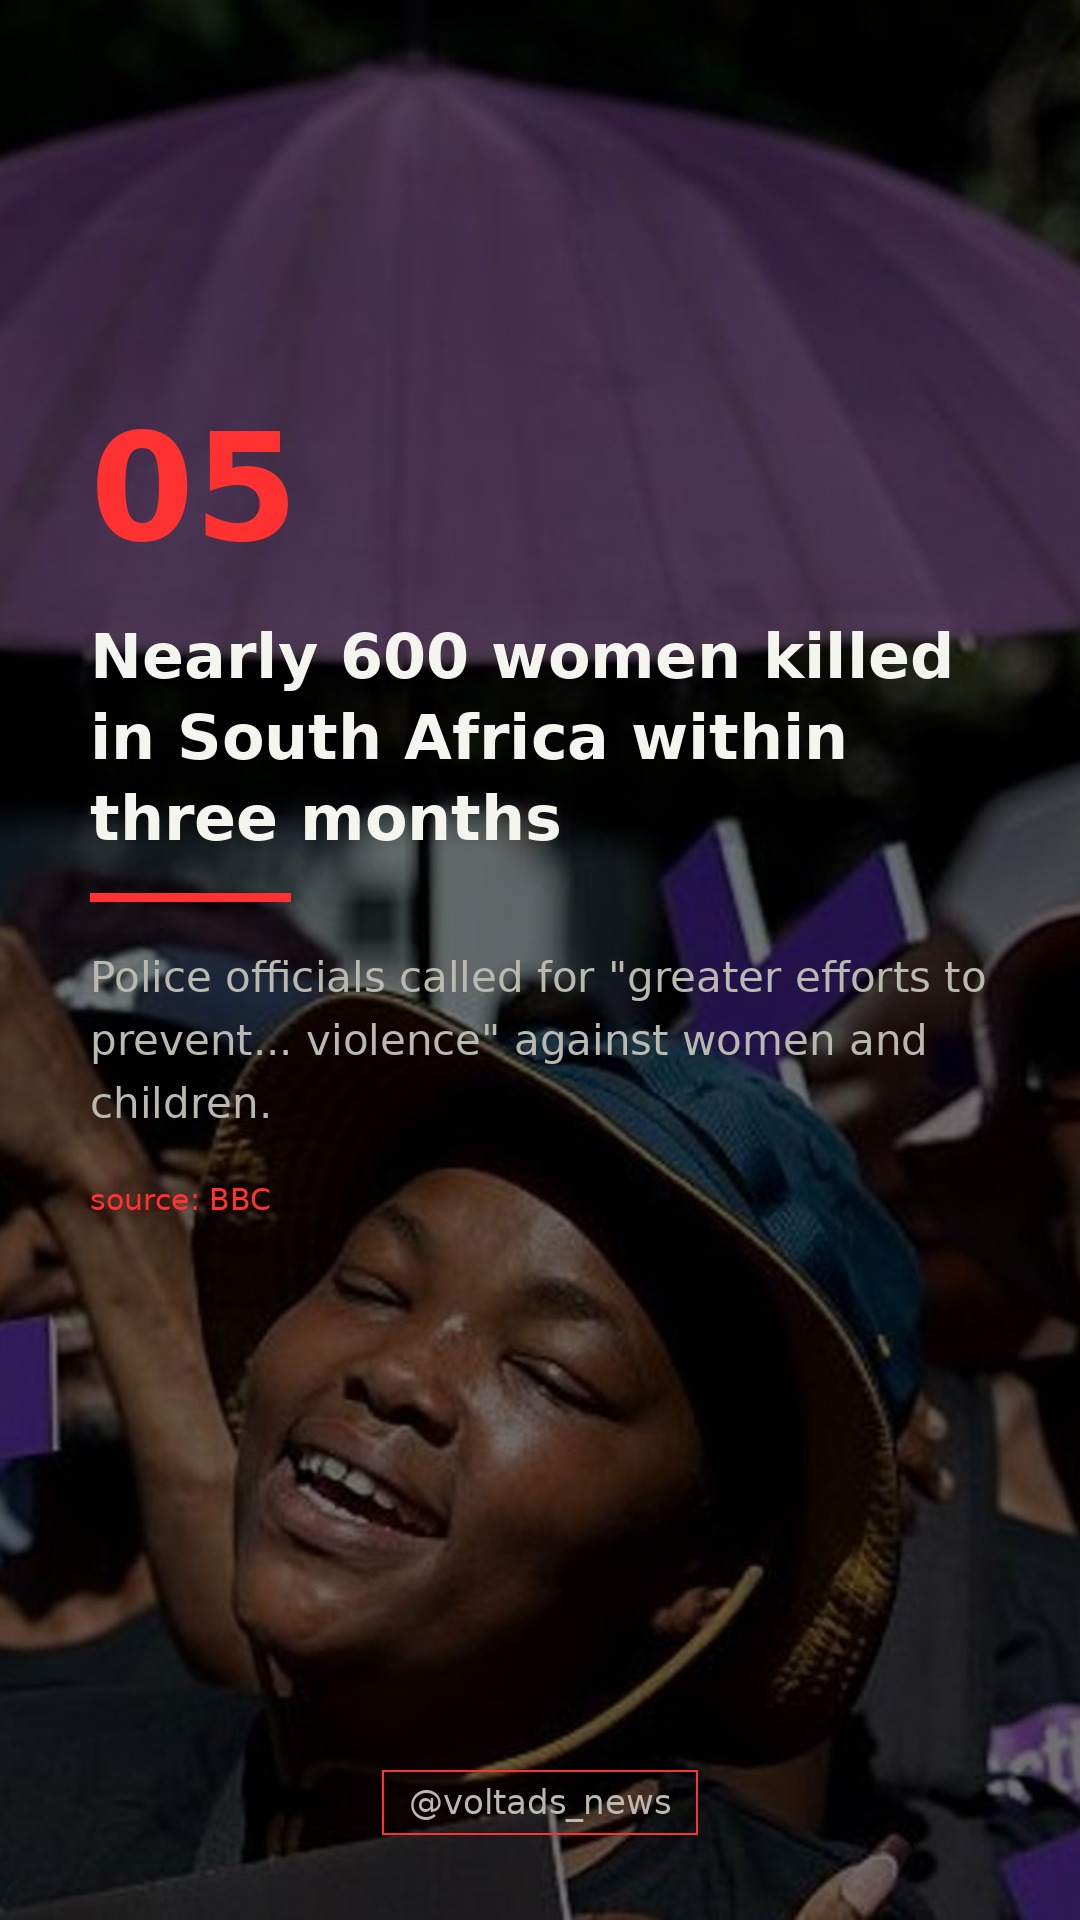 05
Nearly 600 women killed
in South Africa within
three months
Police officials called for "greater efforts to
prevent... violence" against women and
children.
source: BBC
@voltads_news